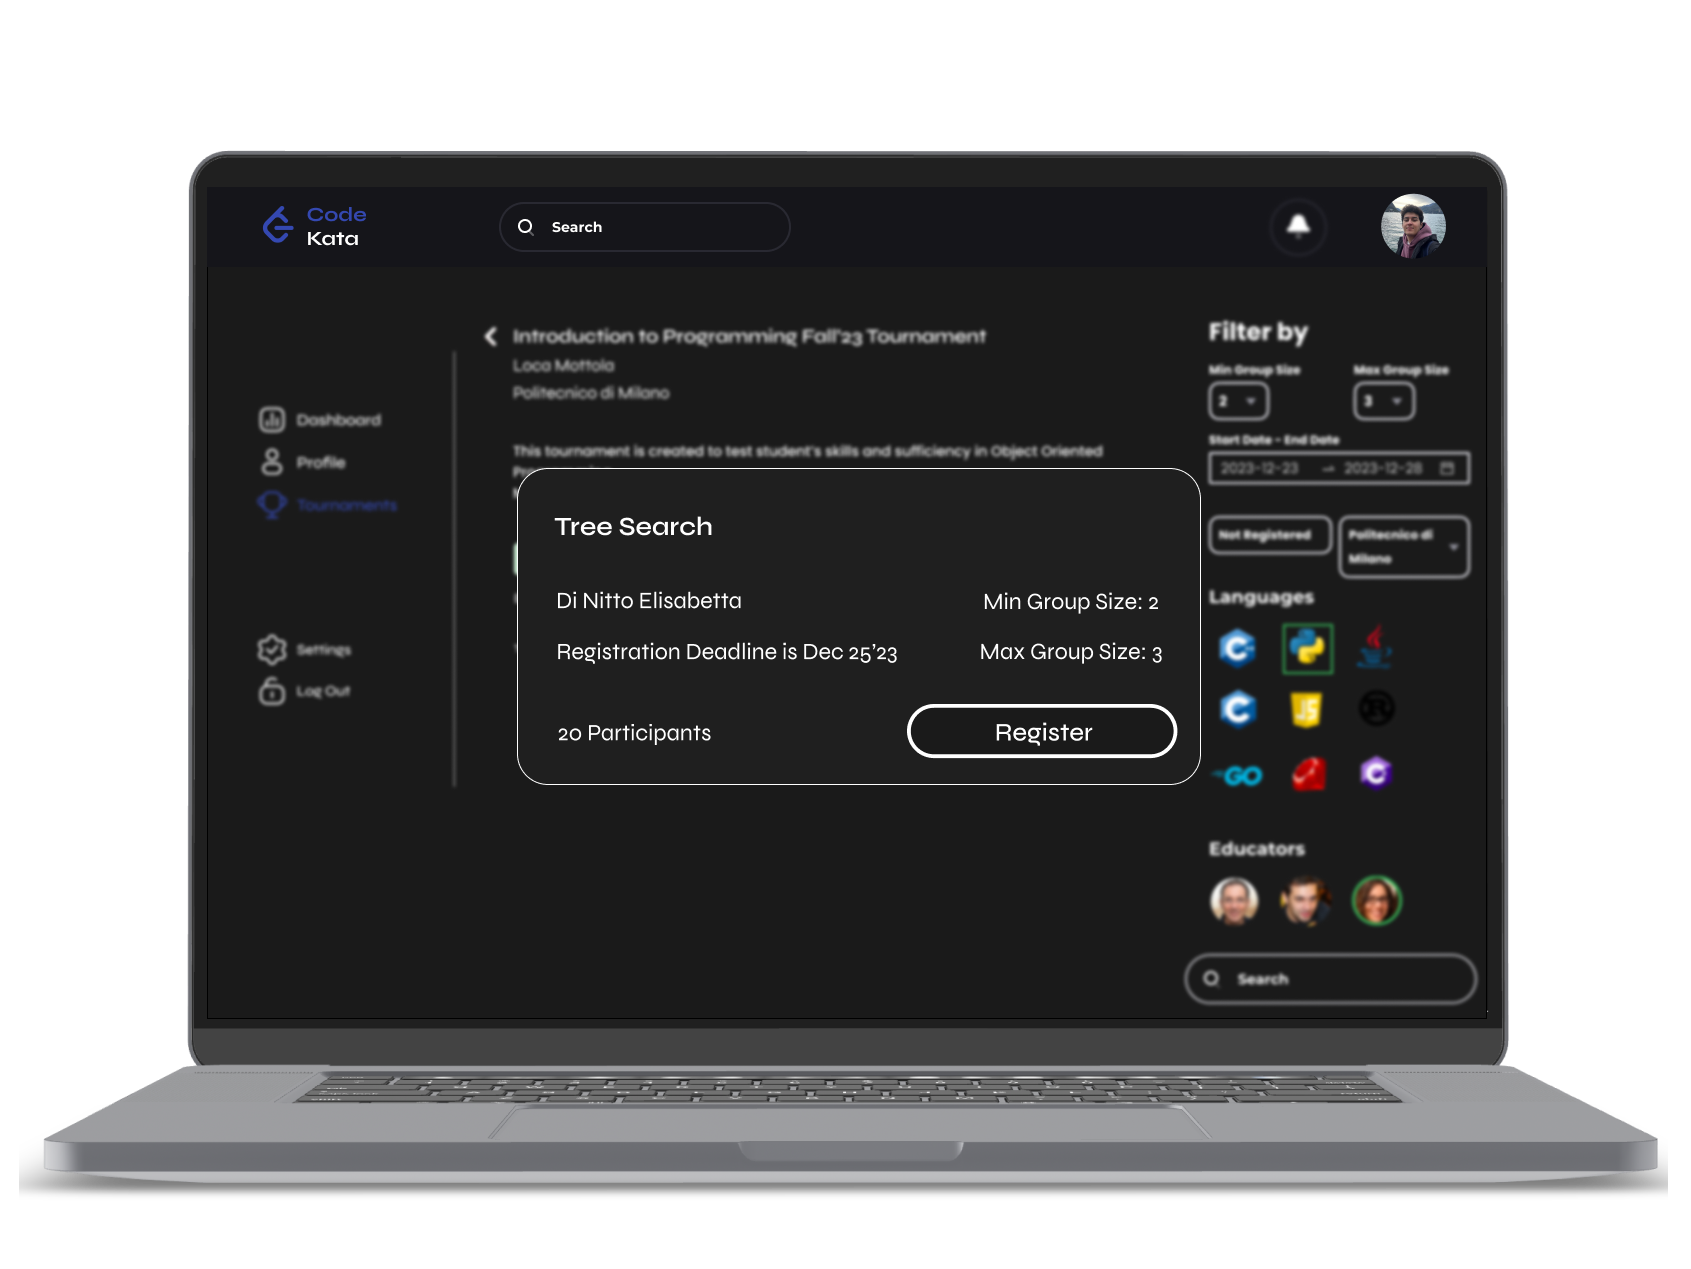 Code
Kata
Search
Introduction to Programming Fall'23 Tournament
Loca Mottola
Politecnico di Milano
This tournament is created to test student's skills and sufficiency in Object Oriented
Dashboard
Profile
Tournaments
Settings
Log Out
Tree Search
Di Nitto Elisabetta
Min Group Size: 2
Registration Deadline is Dec 25'23
Max Group Size: 3
20 Participants
Register
Filter by
Min Group Size
Max Group Size
2
3
Start Date - End Date
2023-12-23 → 2023-12-28
Not Registered
Politecnico di
Milano
Languages
C
C
JS
R
GO
C
Educators
Search